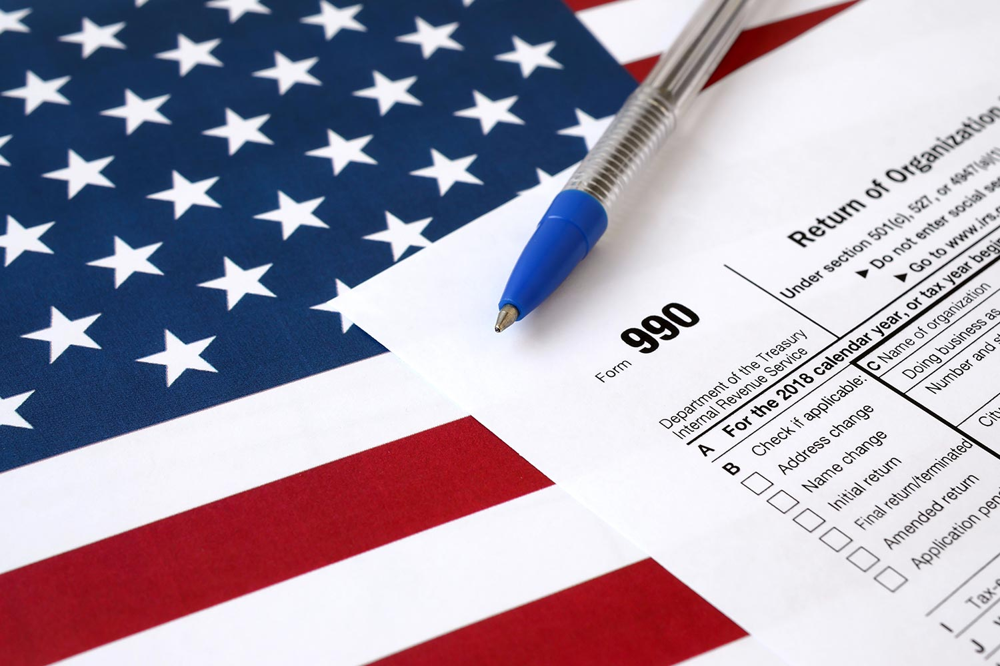 Form 990
Department of the Treasury
Internal Revenue Service
Return of Organization
Under section 501(c), 527, or 4947(a)(1)
► Do not enter social
► Go to www.irs.
A For the 2018 calendar year, or tax year
B Check if applicable:
Address change
Name change
Initial return
Final return/terminated
Amended return
Application
C Name of organization
Doing business as
Number and
I
J